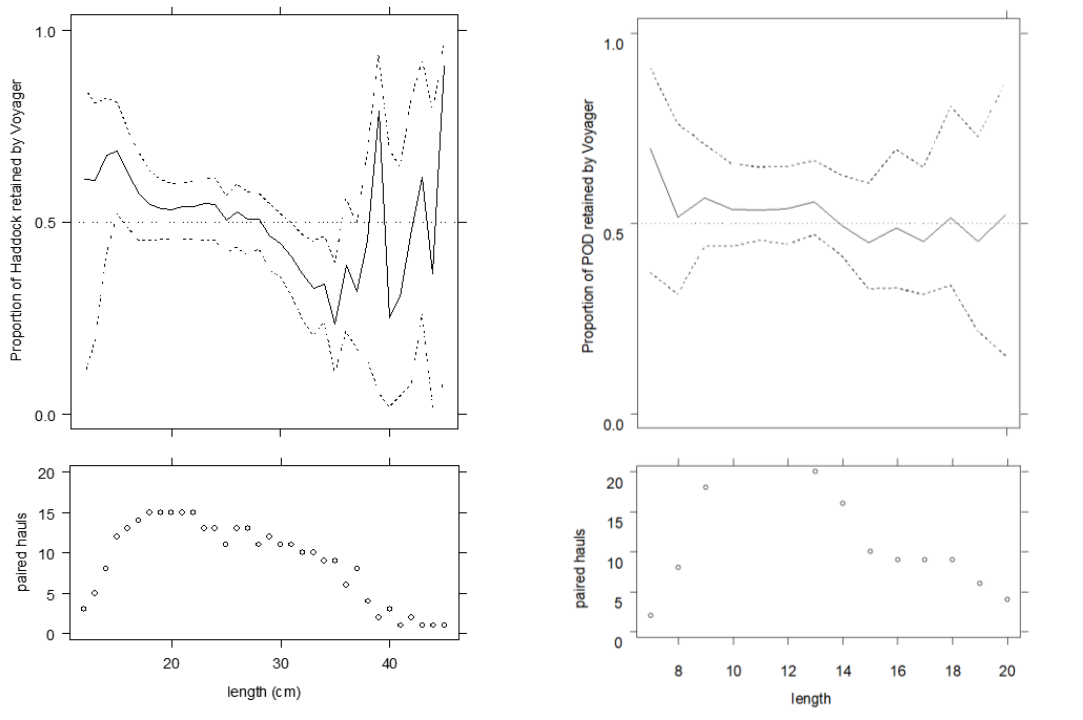 Proportion of Haddock retained by Voyager
1.0
0.5
0.0
paired hauls
20
15
10
5
0
20 30 40
length (cm)
Proportion of POD retained by Voyager
1.0
0.5
0.0
paired hauls
20
15
10
5
0
8 10 12 14 16 18 20
length